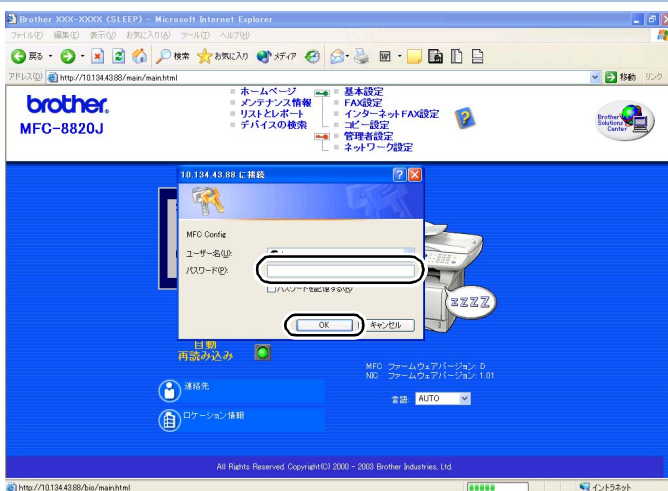 Brother XXX-XXXX (SLEEP) - Microsoft Internet Explorer
ファイル(F) 編集(E) 表示(V) お気に入り(A) ツール(T) ヘルプ(H)
戻る 検索 お気に入り メディア
アドレス(D) http://10.134.43.88/main/main.html 移動 リンク
brother
MFC-8820J
ホームページ
メンテナンス情報
リストとレポート
デバイスの検索
基本設定
FAX設定
インターネットFAX設定
コピー設定
管理者設定
ネットワーク設定
Brother
Solutions
Center
10.134.43.88 に接続
MFC Config
ユーザー名(U):
パスワード(P):
パスワードを記憶する(R)
OK キャンセル
ZZZZ
自動
再読み込み
MFC ファームウェアバージョン: D
NIC ファームウェアバージョン: 1.01
連絡先
言語: AUTO
ロケーション情報
All Rights Reserved. Copyright(C) 2000 - 2003 Brother Industries, Ltd.
http://10.134.43.88/bio/main.html イントラネット